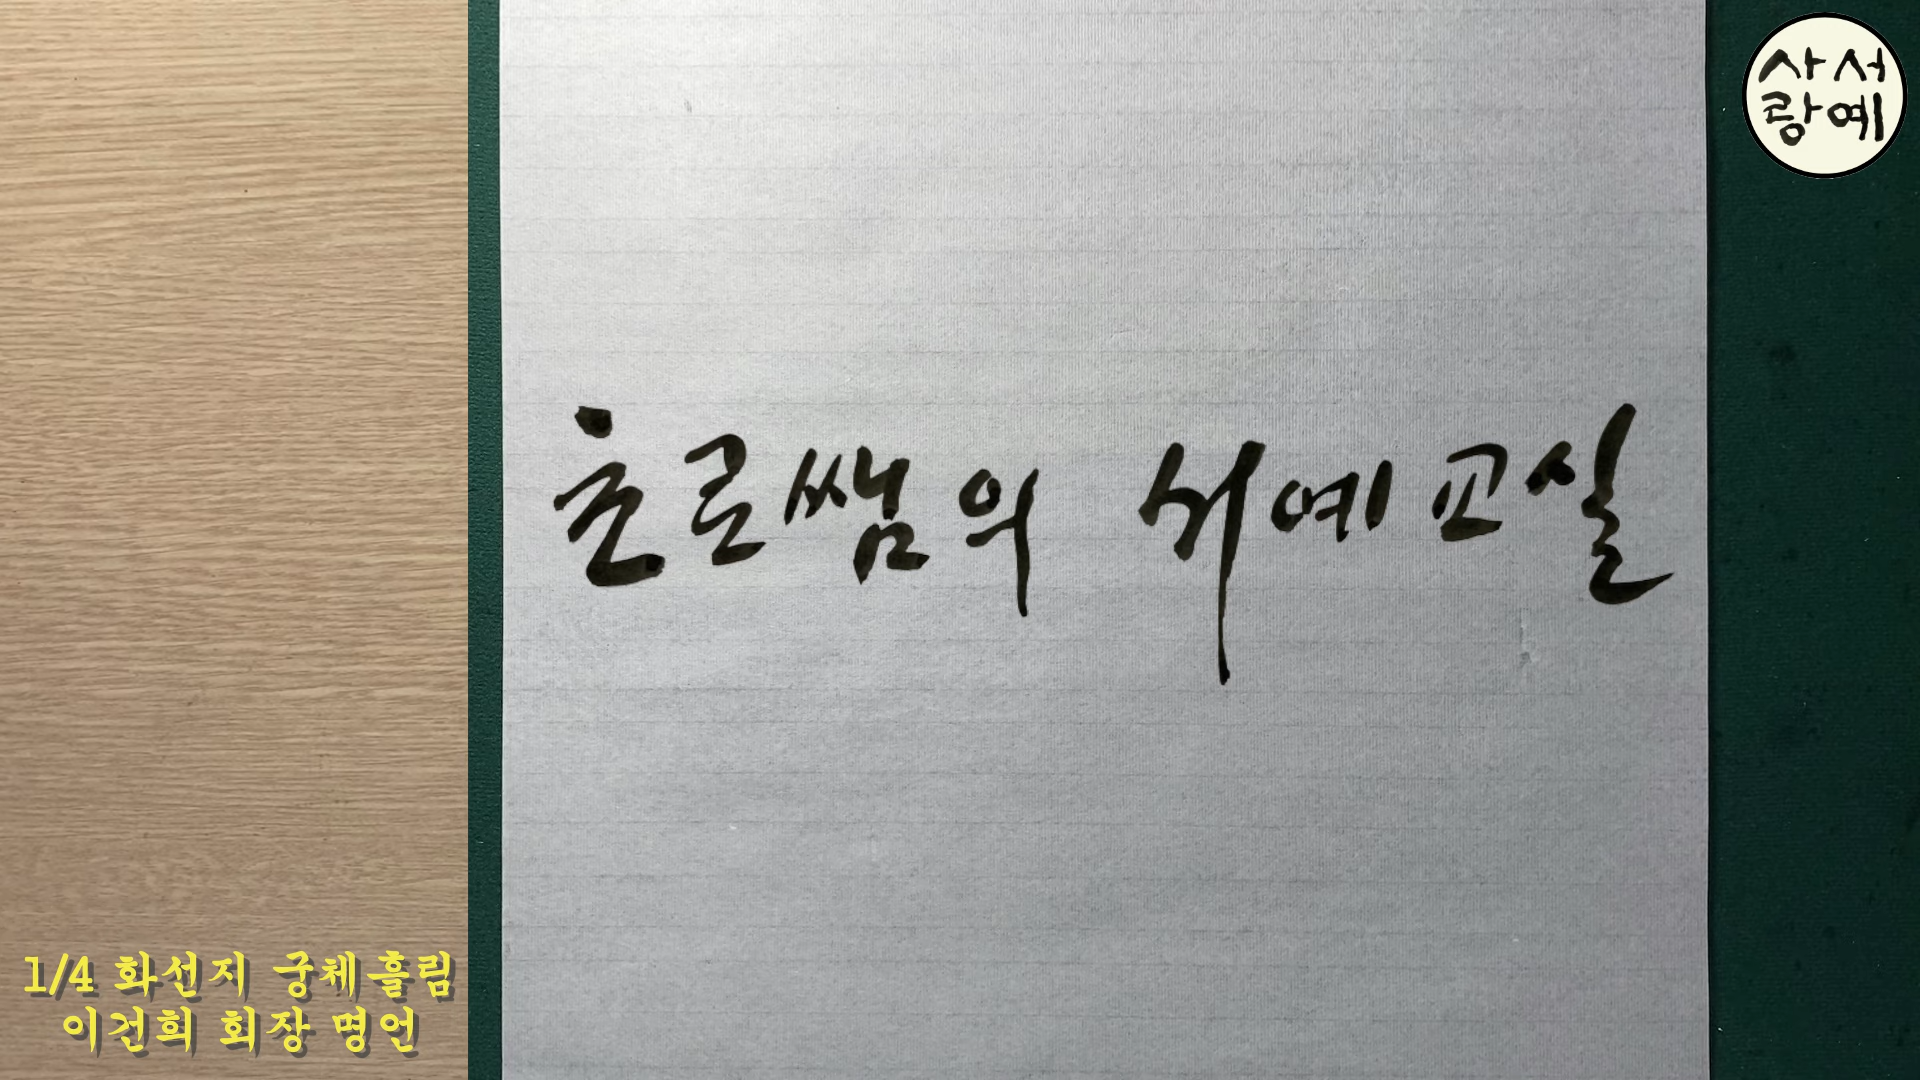 초로쌤의 서예교실
서예
사랑
1/4 화선지 궁체흘림
이건희 회장 명언